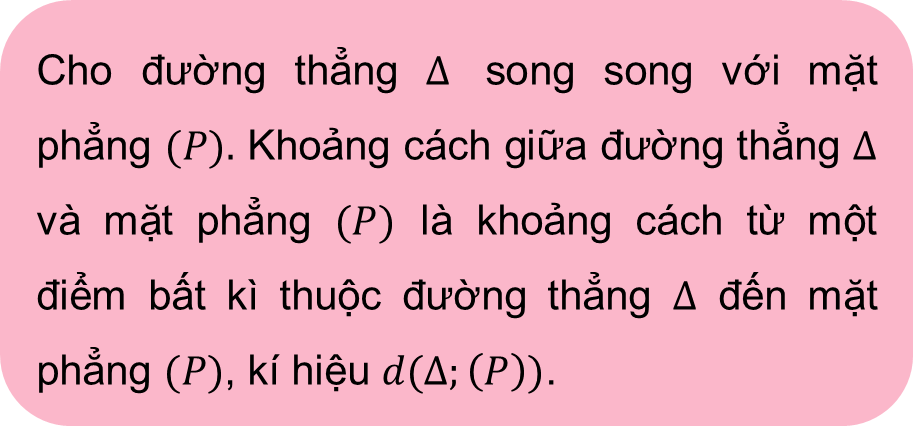 Cho đường thẳng Δ song song với mặt
phẳng (P). Khoảng cách giữa đường thẳng Δ
và mặt phẳng (P) là khoảng cách từ một
điểm bất kì thuộc đường thẳng Δ đến mặt
phẳng (P), kí hiệu d(Δ; (P)).